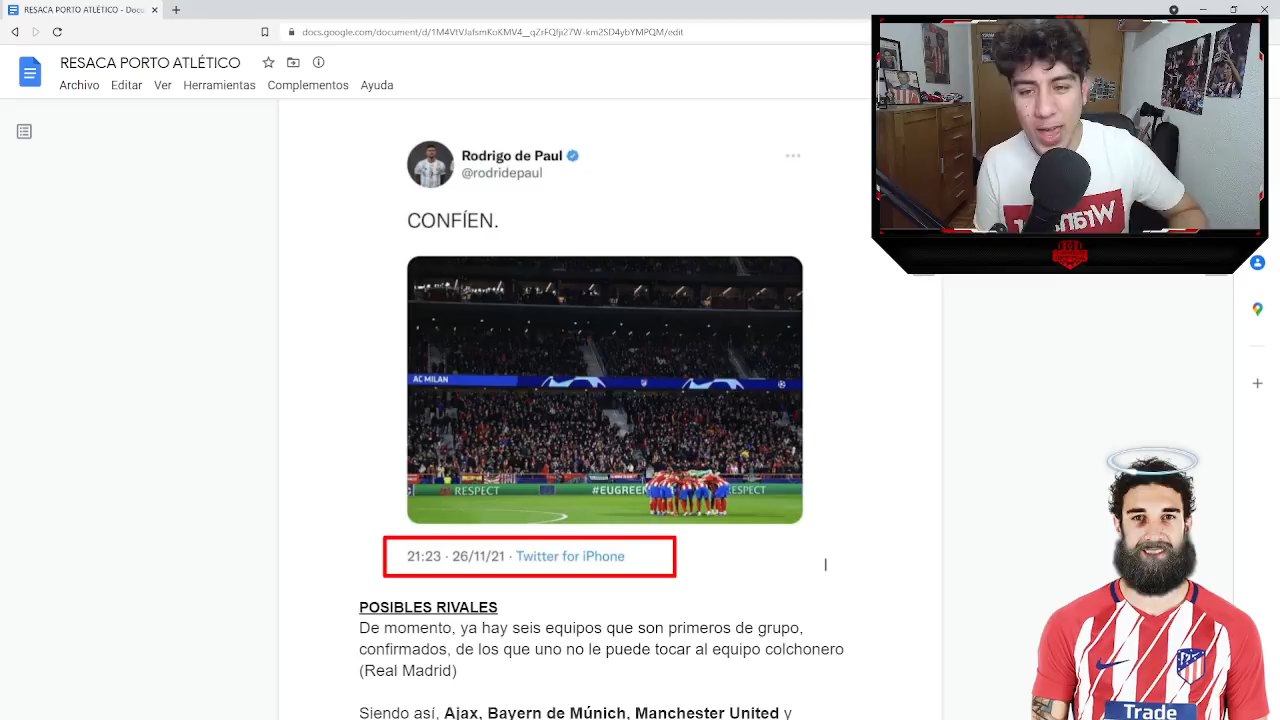 RESACA PORTO ATLÉTICO - Docu
docs.google.com/document/d/1M4VtVJafsmKoKMV4_qZrFQfji27W-km2SD4ybYMPQM/edit
RESACA PORTO ATLÉTICO
Archivo Editar Ver Herramientas Complementos Ayuda
Rodrigo de Paul
@rodridepaul
CONFÍEN.
AC MILAN
RESPECT #EUGREEN RESPECT
21:23 · 26/11/21 · Twitter for iPhone
POSIBLES RIVALES
De momento, ya hay seis equipos que son primeros de grupo,
confirmados, de los que uno no le puede tocar al equipo colchonero
(Real Madrid)
Siendo así, Ajax, Bayern de Múnich, Manchester United y
Trade